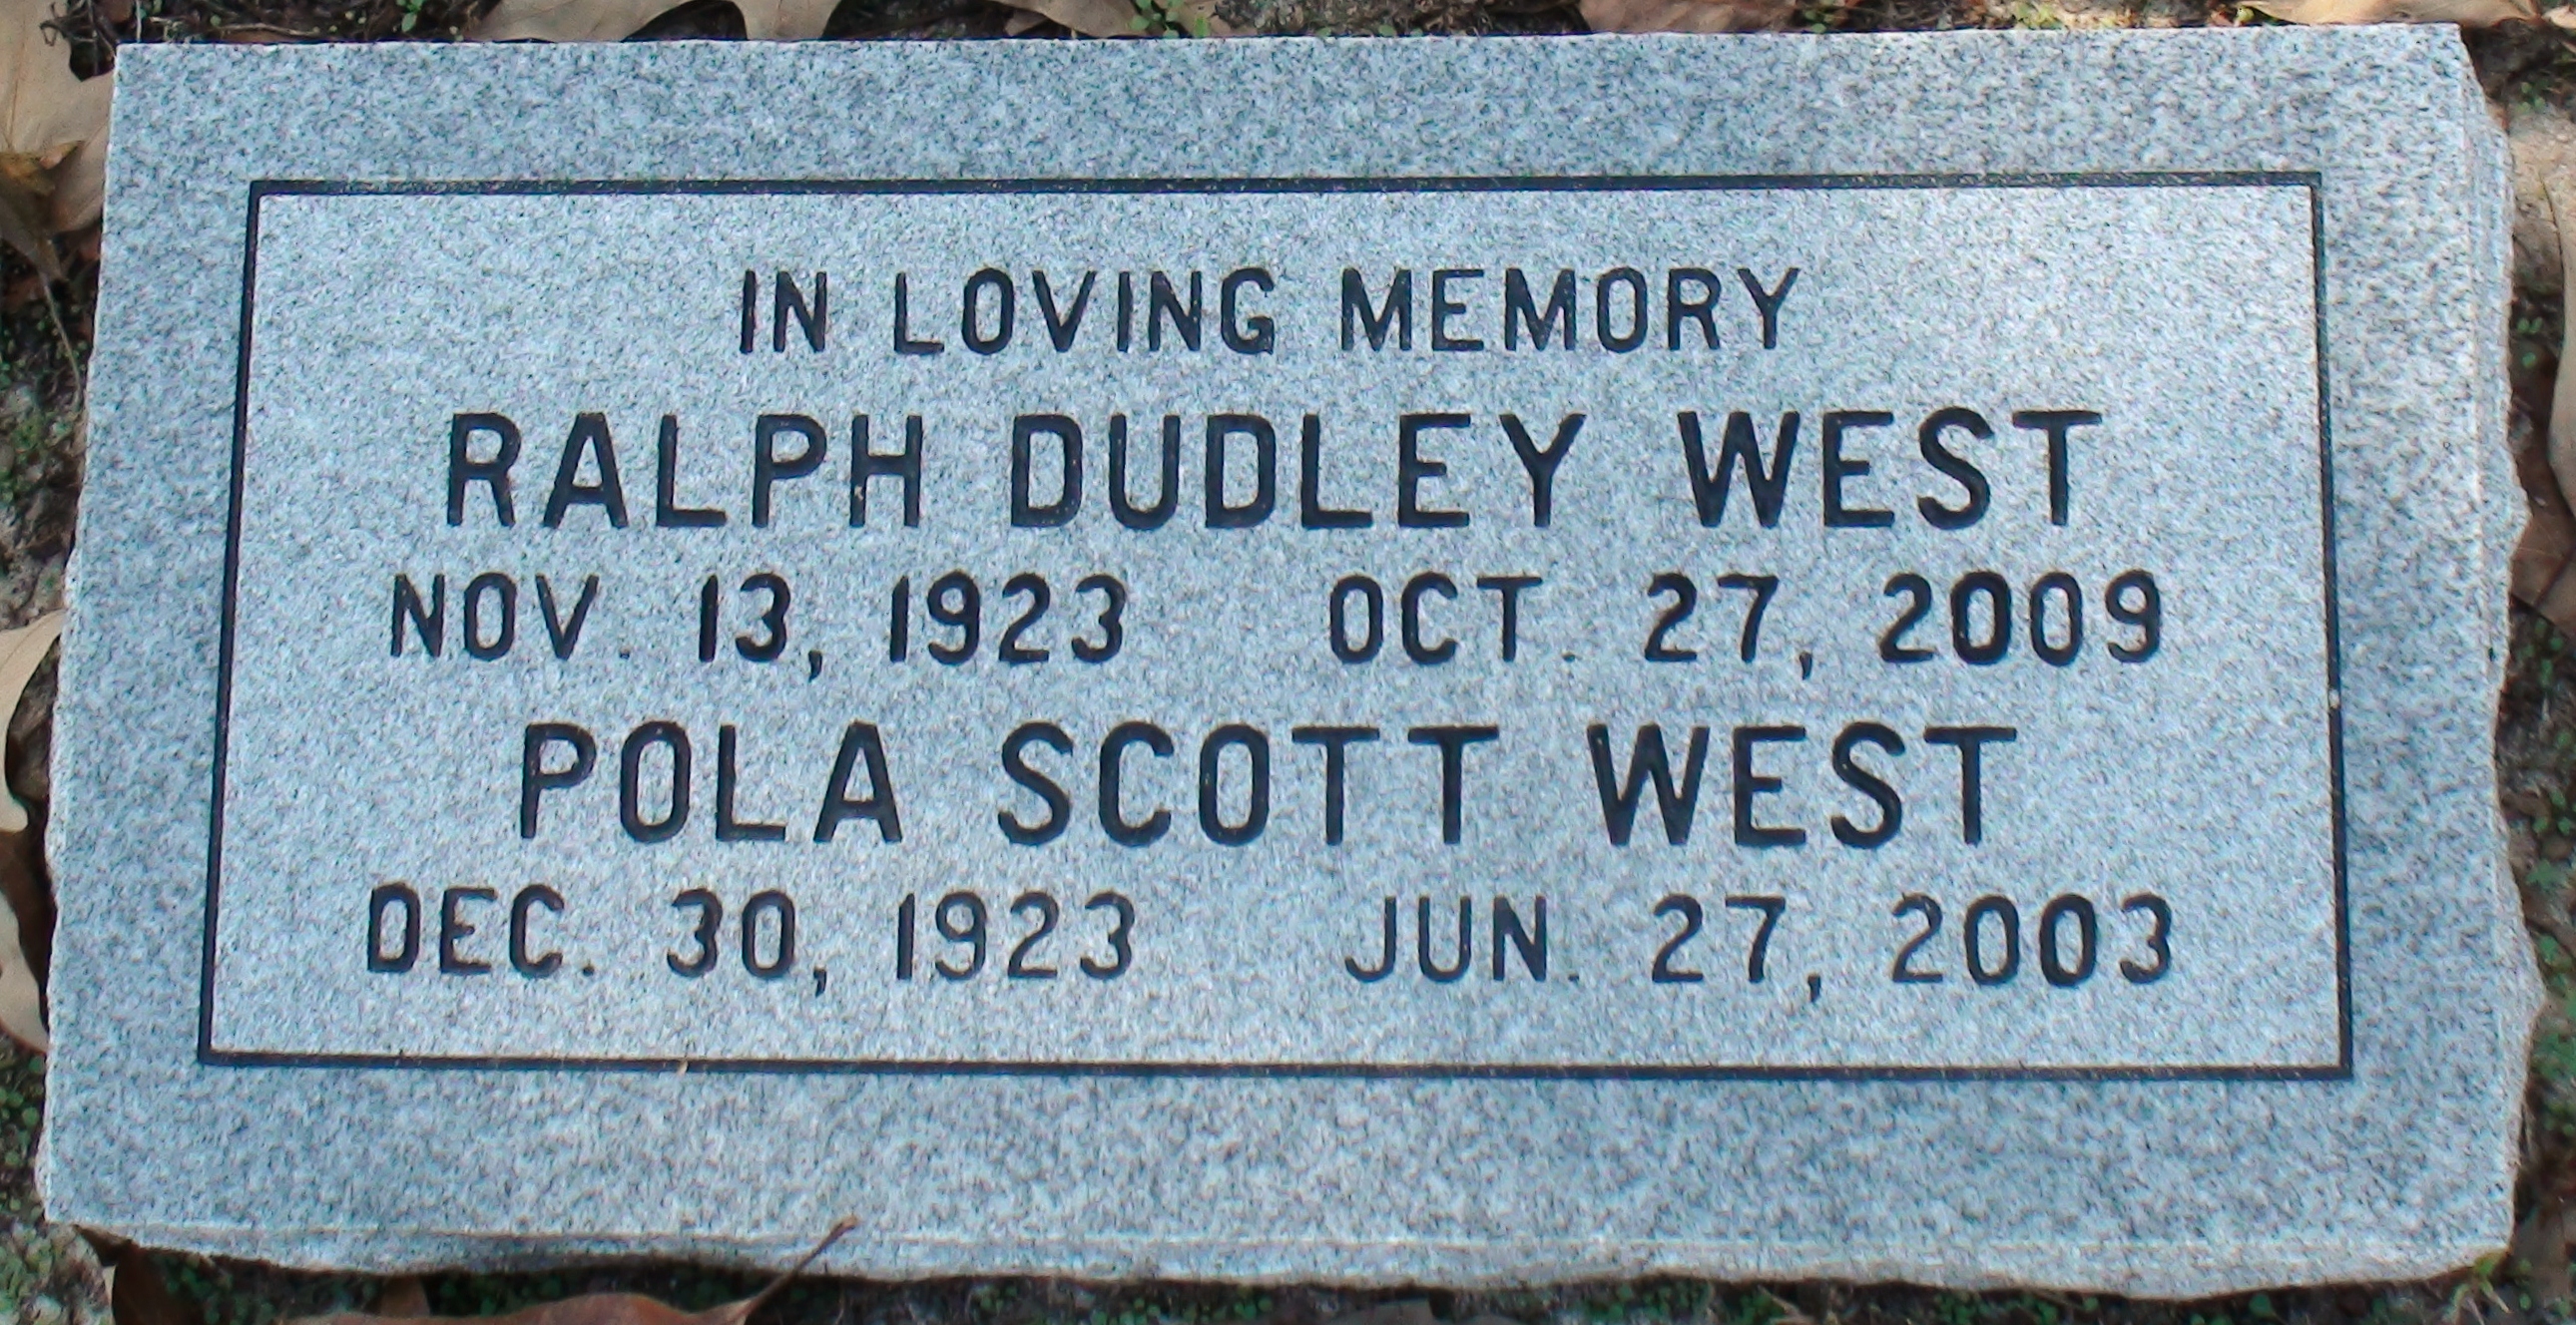 IN LOVING MEMORY
RALPH DUDLEY WEST
NOV. 13, 1923 OCT. 27, 2009
POLA SCOTT WEST
DEC. 30, 1923 JUN. 27, 2003